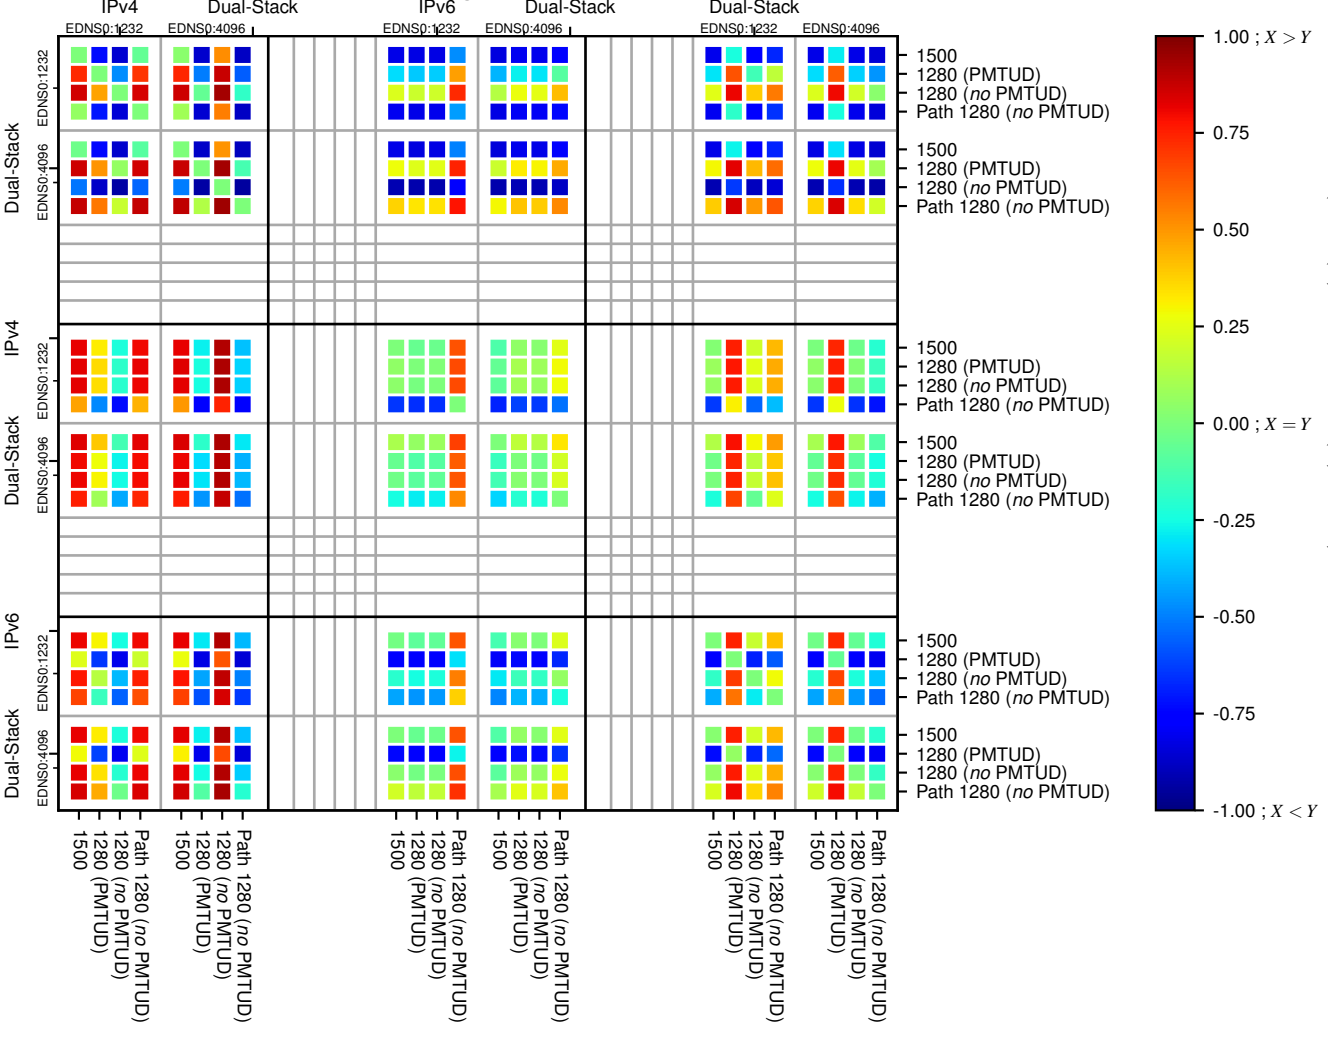 IPv4 Dual-Stack IPv6 Dual-Stack Dual-Stack
EDNS0:1232 EDNS0:4096 EDNS0:1232 EDNS0:4096 EDNS0:1232 EDNS0:4096
Dual-Stack
EDNS0:1232
EDNS0:4096
1500
1280 (PMTUD)
1280 (no PMTUD)
Path 1280 (no PMTUD)
1500
1280 (PMTUD)
1280 (no PMTUD)
Path 1280 (no PMTUD)
IPv4
Dual-Stack
EDNS0:1232
EDNS0:4096
1500
1280 (PMTUD)
1280 (no PMTUD)
Path 1280 (no PMTUD)
1500
1280 (PMTUD)
1280 (no PMTUD)
Path 1280 (no PMTUD)
IPv6
Dual-Stack
EDNS0:1232
EDNS0:4096
1500
1280 (PMTUD)
1280 (no PMTUD)
Path 1280 (no PMTUD)
1500
1280 (PMTUD)
1280 (no PMTUD)
Path 1280 (no PMTUD)
1500
1280 (PMTUD)
1280 (no PMTUD)
Path 1280 (no PMTUD)
1500
1280 (PMTUD)
1280 (no PMTUD)
Path 1280 (no PMTUD)
1500
1280 (PMTUD)
1280 (no PMTUD)
Path 1280 (no PMTUD)
1500
1280 (PMTUD)
1280 (no PMTUD)
Path 1280 (no PMTUD)
1500
1280 (PMTUD)
1280 (no PMTUD)
Path 1280 (no PMTUD)
1500
1280 (PMTUD)
1280 (no PMTUD)
Path 1280 (no PMTUD)
1.00 ; X > Y
0.75
0.50
0.25
0.00 ; X = Y
-0.25
-0.50
-0.75
-1.00 ; X < Y